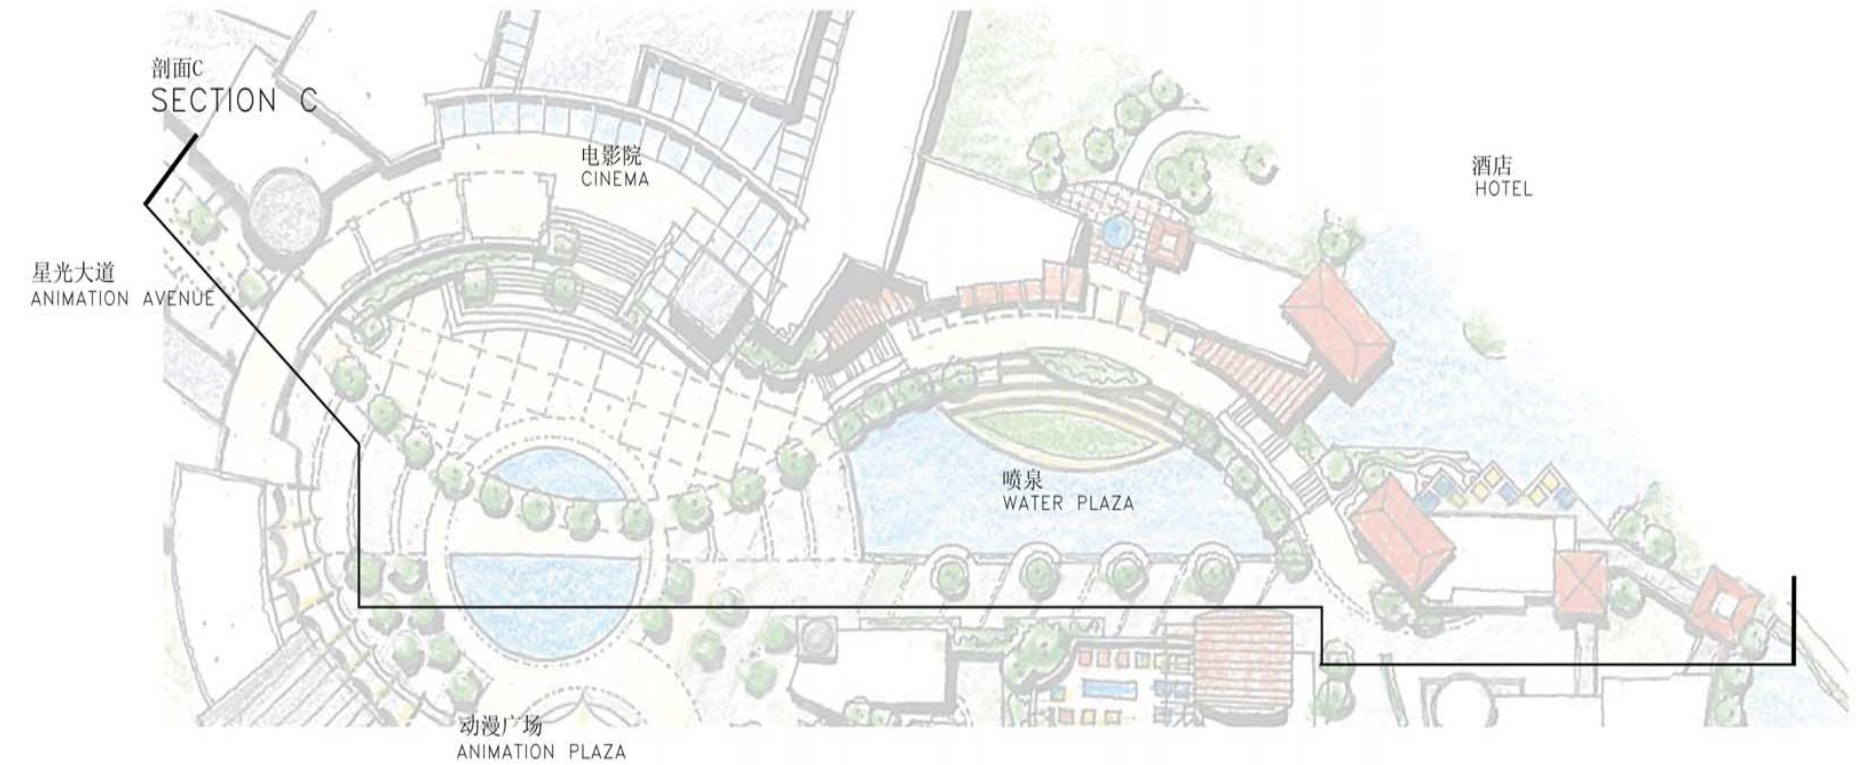 剖面C
SECTION C
电影院
CINEMA
酒店
HOTEL
星光大道
ANIMATION AVENUE
喷泉
WATER PLAZA
动漫广场
ANIMATION PLAZA